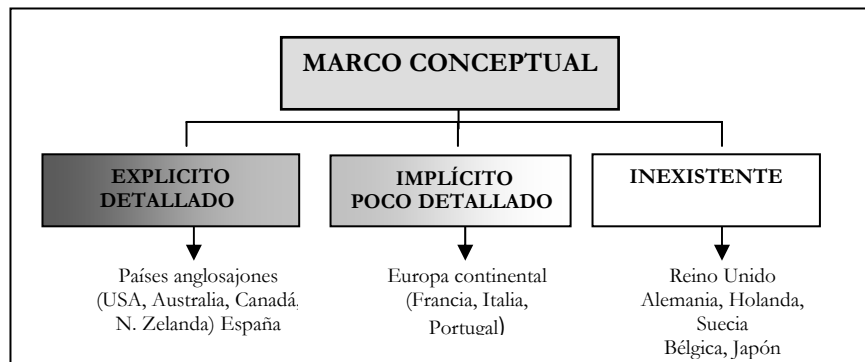 MARCO CONCEPTUAL
EXPLICITO
DETALLADO
Países anglosajones
(USA, Australia, Canadá,
N. Zelanda) España
IMPLÍCITO
POCO DETALLADO
Europa continental
(Francia, Italia,
Portugal)
INEXISTENTE
Reino Unido
Alemania, Holanda,
Suecia
Bélgica, Japón